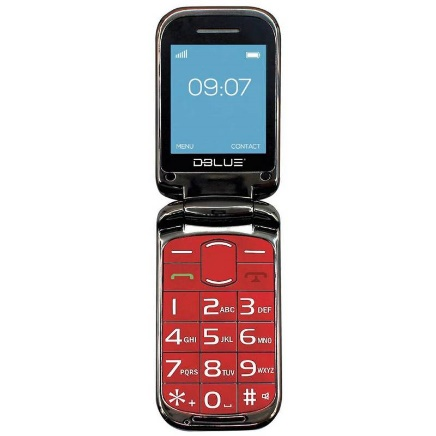 09:07
MENU CONTACT
DBLUE
1 2ABC 3DEF
4GHI 5JKL 6MNO
7PQRS 8TUV 9WXYZ
*+ 0 #